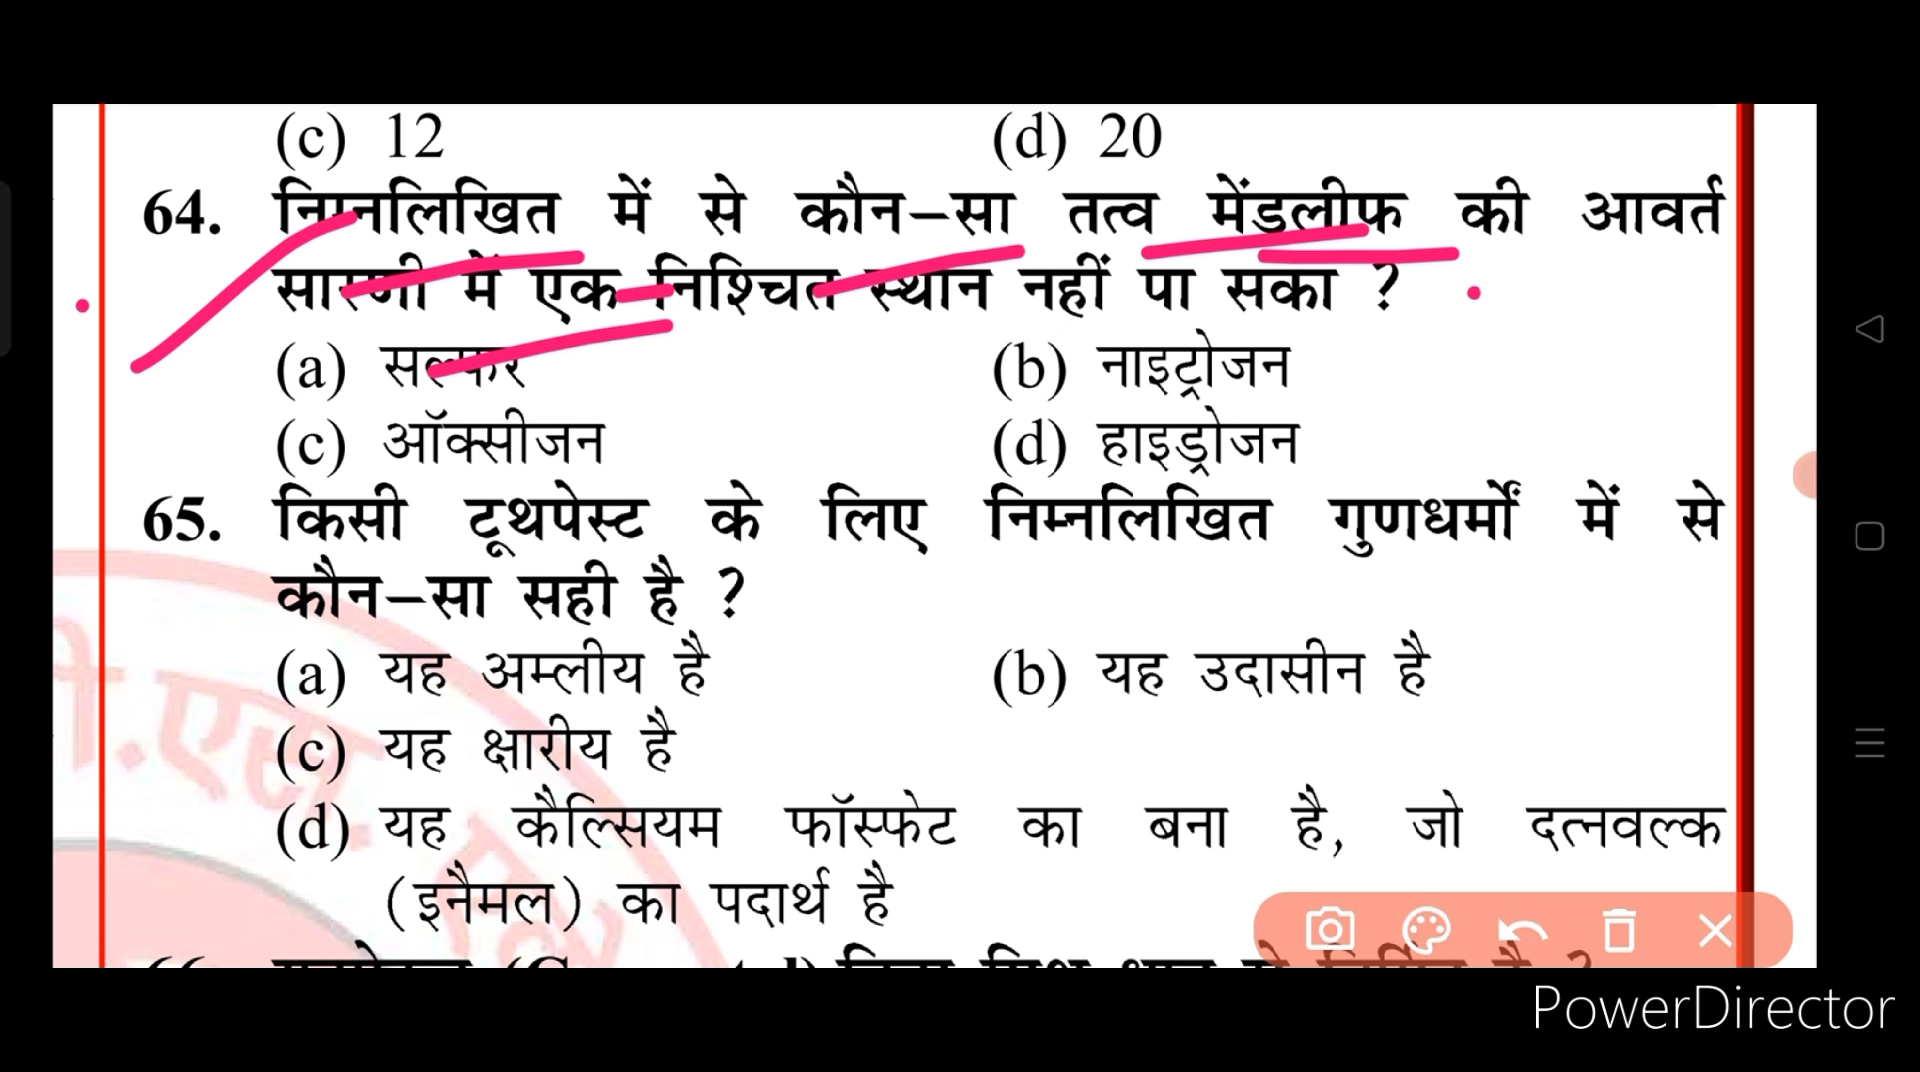 (c) 12 (d) 20
64. निम्नलिखित में से कौन–सा तत्व मेंडलीफ की आवर्त
सारणी में एक निश्चित स्थान नहीं पा सका ?
(a) सल्फर (b) नाइट्रोजन
(c) ऑक्सीजन (d) हाइड्रोजन
65. किसी टूथपेस्ट के लिए निम्नलिखित गुणधर्मों में से
कौन–सा सही है ?
(a) यह अम्लीय है (b) यह उदासीन है
(c) यह क्षारीय है
(d) यह कैल्सियम फॉस्फेट का बना है, जो दत्नवल्क
(इनैमल) का पदार्थ है
PowerDirector